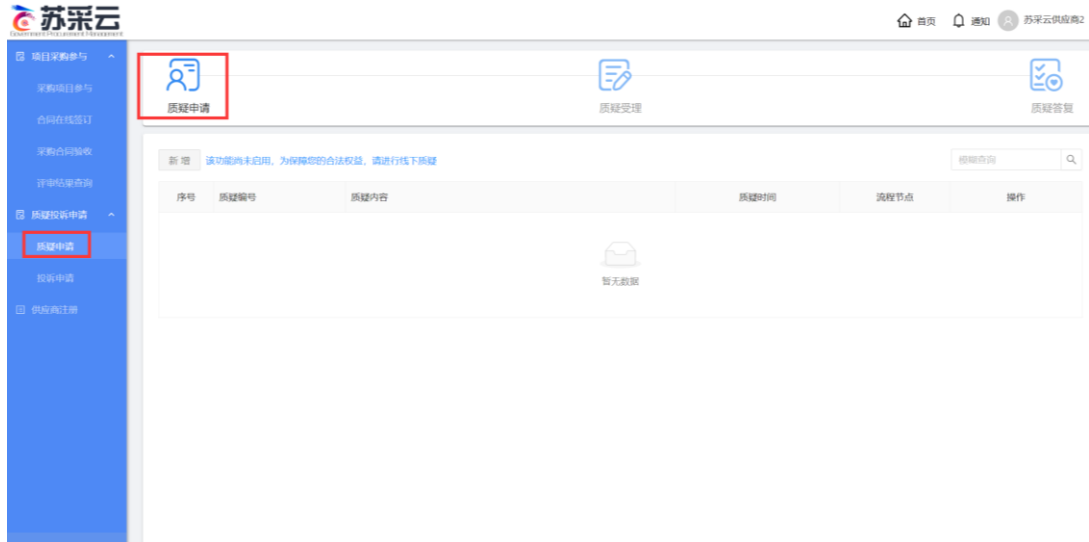 苏采云
Government Procurement Management
首页 通知 苏采云供应商2
项目采购参与
采购项目参与
合同在线签订
采购合同验收
评审结果查询
质疑投诉申请
质疑申请
投诉申请
供应商注册
质疑申请 质疑受理 质疑答复
新增 该功能尚未启用，为保障您的合法权益，请进行线下质疑 模糊查询
序号 质疑编号 质疑内容 质疑时间 流程节点 操作
暂无数据